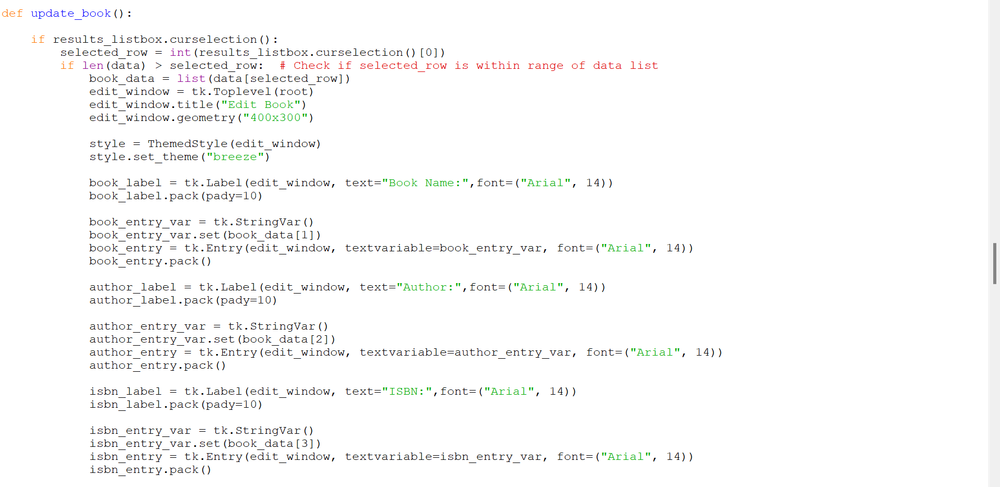 def update_book():
if results_listbox.curselection():
selected_row = int(results_listbox.curselection()[0])
if len(data) > selected_row:  # Check if selected_row is within range of data list
book_data = list(data[selected_row])
edit_window = tk.Toplevel(root)
edit_window.title("Edit Book")
edit_window.geometry("400x300")
style = ThemedStyle(edit_window)
style.set_theme("breeze")
book_label = tk.Label(edit_window, text="Book Name:",font=("Arial", 14))
book_label.pack(pady=10)
book_entry_var = tk.StringVar()
book_entry_var.set(book_data[1])
book_entry = tk.Entry(edit_window, textvariable=book_entry_var, font=("Arial", 14))
book_entry.pack()
author_label = tk.Label(edit_window, text="Author:",font=("Arial", 14))
author_label.pack(pady=10)
author_entry_var = tk.StringVar()
author_entry_var.set(book_data[2])
author_entry = tk.Entry(edit_window, textvariable=author_entry_var, font=("Arial", 14))
author_entry.pack()
isbn_label = tk.Label(edit_window, text="ISBN:",font=("Arial", 14))
isbn_label.pack(pady=10)
isbn_entry_var = tk.StringVar()
isbn_entry_var.set(book_data[3])
isbn_entry = tk.Entry(edit_window, textvariable=isbn_entry_var, font=("Arial", 14))
isbn_entry.pack()